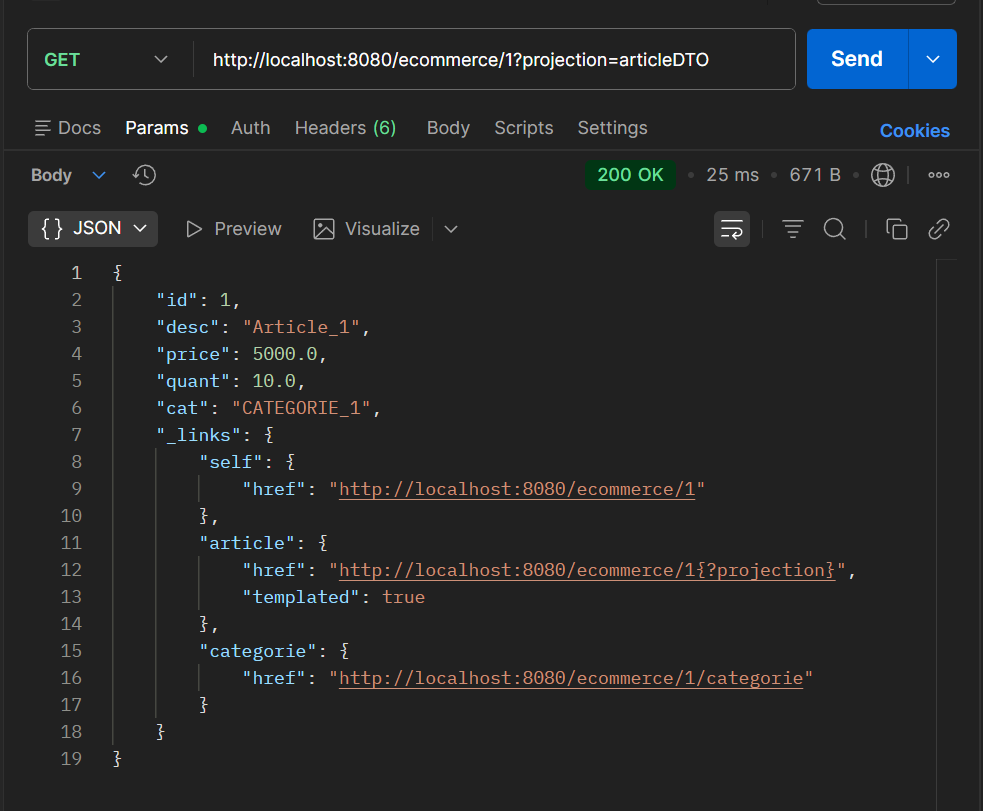 GET http://localhost:8080/ecommerce/1?projection=articleDTO Send
Docs Params Auth Headers (6) Body Scripts Settings Cookies
Body 200 OK • 25 ms • 671 B •
{} JSON Preview Visualize
1 {
2 "id": 1,
3 "desc": "Article_1",
4 "price": 5000.0,
5 "quant": 10.0,
6 "cat": "CATEGORIE_1",
7 "_links": {
8 "self": {
9 "href": "http://localhost:8080/ecommerce/1"
10 },
11 "article": {
12 "href": "http://localhost:8080/ecommerce/1{?projection}",
13 "templated": true
14 },
15 "categorie": {
16 "href": "http://localhost:8080/ecommerce/1/categorie"
17 }
18 }
19 }